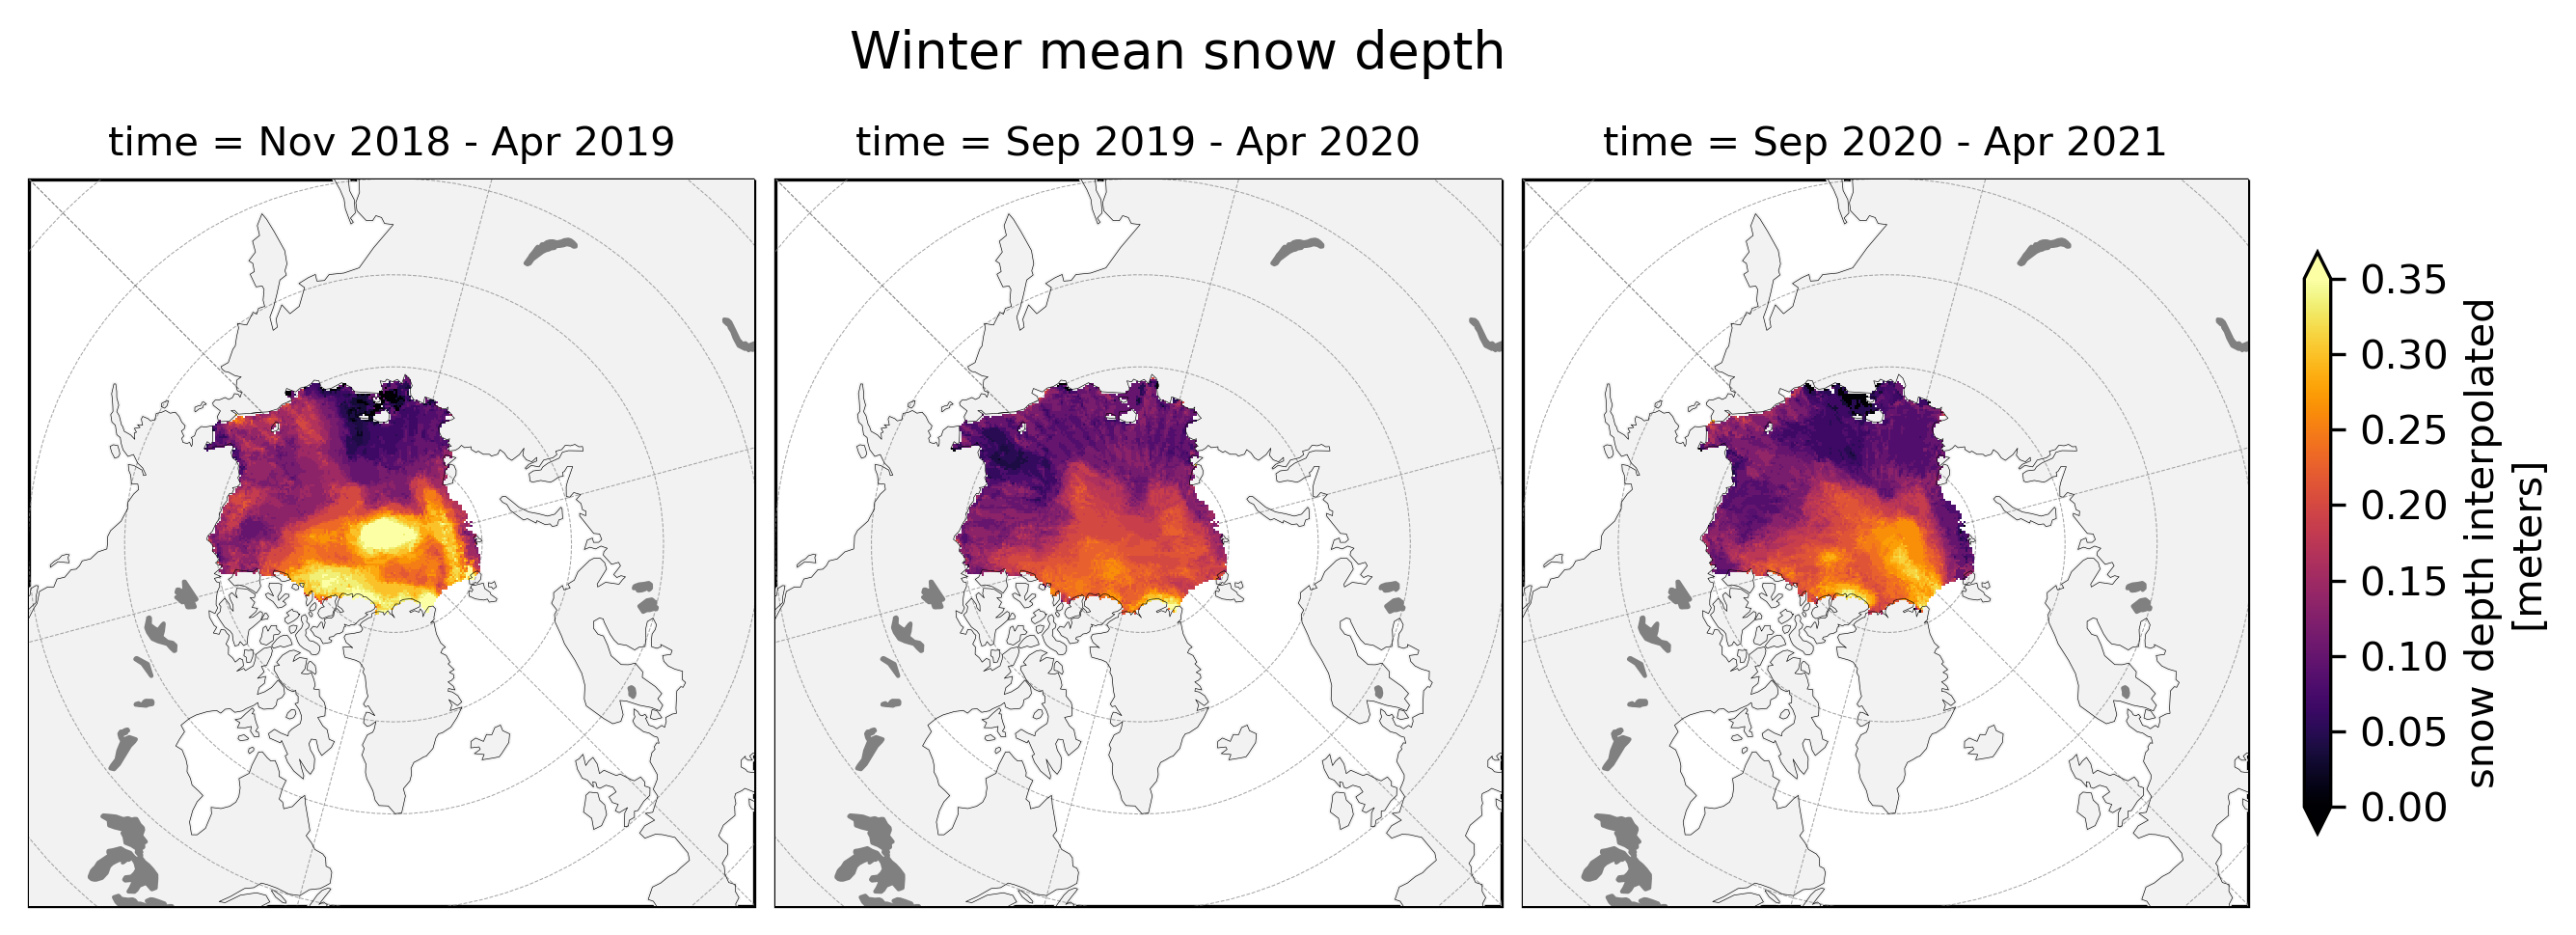 Winter mean snow depth
time = Nov 2018 - Apr 2019
time = Sep 2019 - Apr 2020
time = Sep 2020 - Apr 2021
0.35
0.30
0.25
0.20
0.15
0.10
0.05
0.00
snow depth interpolated
[meters]